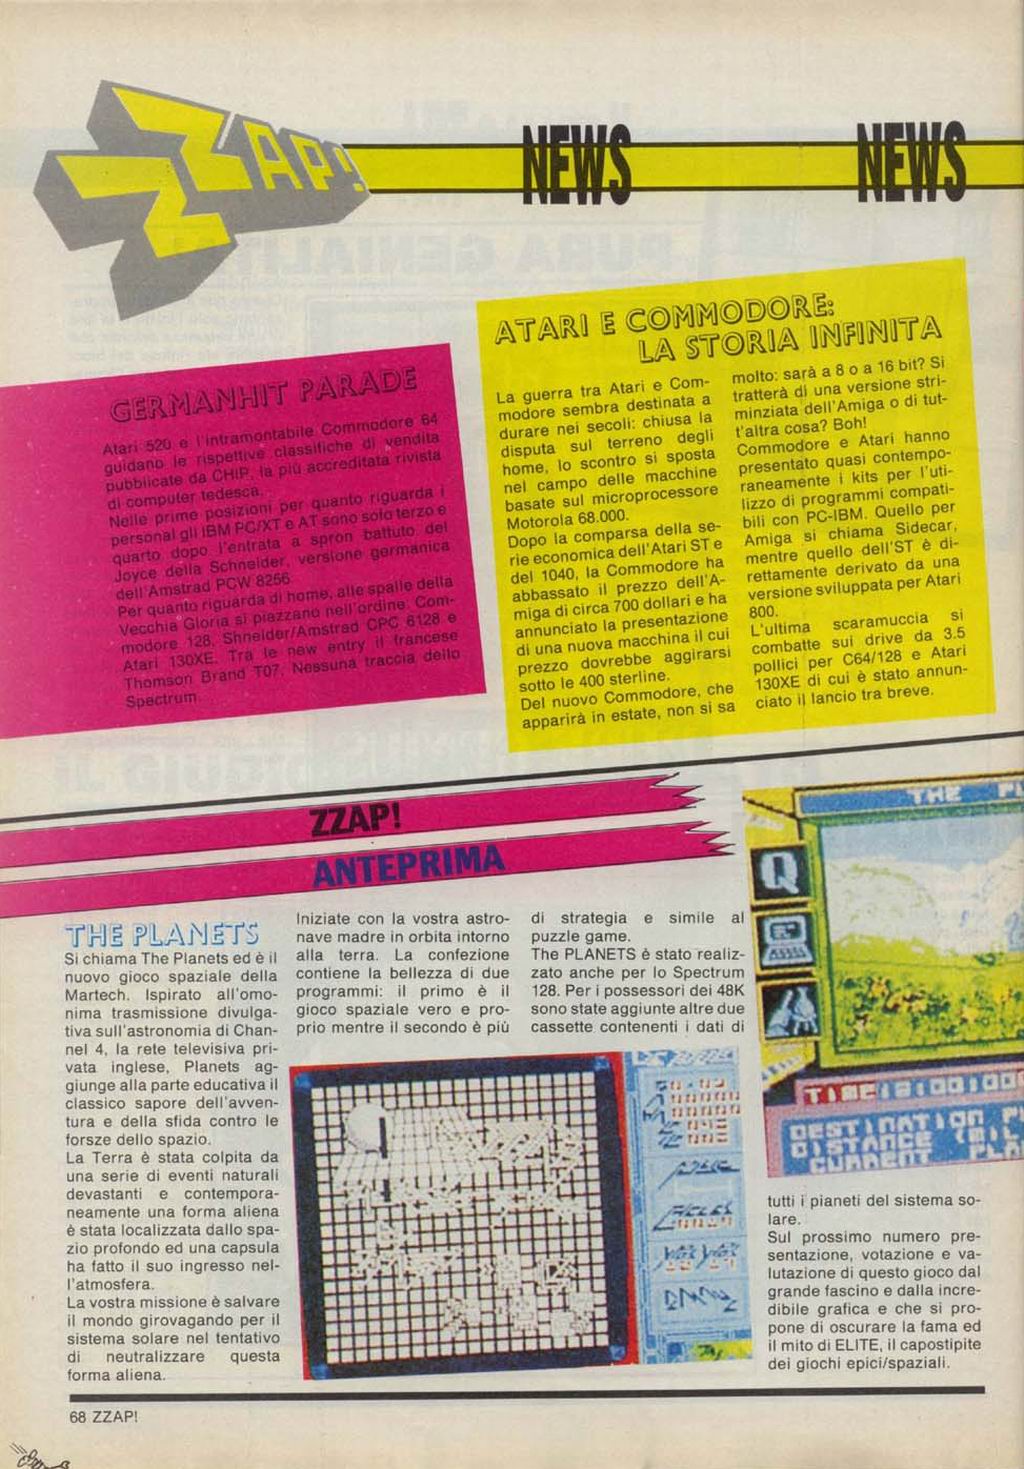 ZZAP!
NEWS
NEWS
GERMANHIT PARADE
Atari 520 e l'intramontabile Commodore 64
guidano le rispettive classifiche di vendita
pubblicate da CHIP, la più accreditata rivista
di computer tedesca.
Nelle prime posizioni per quanto riguarda i
personal gli IBM PC/XT e AT sono solo terzo e
quarto dopo l'entrata a spron battuto del
Joyce della Schneider, versione germanica
dell'Amstrad PCW 8256.
Per quanto riguarda di home, alle spalle della
Vecchia Gloria si piazzano nell'ordine: Com-
modore 128, Shneider/Amstrad CPC 6128 e
Atari 130XE. Tra le new entry il francese
Thomson Brand T07. Nessuna traccia dello
Spectrum.
ATARI E COMMODORE:
LA STORIA INFINITA
La guerra tra Atari e Com-
modore sembra destinata a
durare nei secoli: chiusa la
disputa sul terreno degli
home, lo scontro si sposta
nel campo delle macchine
basate sul microprocessore
Motorola 68.000.
Dopo la comparsa della se-
rie economica dell'Atari ST e
del 1040, la Commodore ha
abbassato il prezzo dell'A-
miga di circa 700 dollari e ha
annunciato la presentazione
di una nuova macchina il cui
prezzo dovrebbe aggirarsi
sotto le 400 sterline.
Del nuovo Commodore, che
apparirà in estate, non si sa
molto: sarà a 8 o a 16 bit? Si
tratterà di una versione stri-
minziata dell'Amiga o di tut-
t'altra cosa? Boh!
Commodore e Atari hanno
presentato quasi contempo-
raneamente i kits per l'uti-
lizzo di programmi compati-
bili con PC-IBM. Quello per
Amiga si chiama Sidecar,
mentre quello dell'ST è di-
rettamente derivato da una
versione sviluppata per Atari
800.
L'ultima scaramuccia si
combatte sui drive da 3.5
pollici per C64/128 e Atari
130XE di cui è stato annun-
ciato il lancio tra breve.
ZZAP!
ANTEPRIMA
THE PLANETS
Si chiama The Planets ed è il
nuovo gioco spaziale della
Martech. Ispirato all'omo-
nima trasmissione divulga-
tiva sull'astronomia di Chan-
nel 4, la rete televisiva pri-
vata inglese, Planets ag-
giunge alla parte educativa il
classico sapore dell'avven-
tura e della sfida contro le
forsze dello spazio.
La Terra è stata colpita da
una serie di eventi naturali
devastanti e contempora-
neamente una forma aliena
è stata localizzata dallo spa-
zio profondo ed una capsula
ha fatto il suo ingresso nel-
l'atmosfera.
La vostra missione è salvare
il mondo girovagando per il
sistema solare nel tentativo
di neutralizzare questa
forma aliena.
Iniziate con la vostra astro-
nave madre in orbita intorno
alla terra. La confezione
contiene la bellezza di due
programmi: il primo è il
gioco spaziale vero e pro-
prio mentre il secondo è più
di strategia e simile al
puzzle game.
The PLANETS è stato realiz-
zato anche per lo Spectrum
128. Per i possessori dei 48K
sono state aggiunte altre due
cassette contenenti i dati di
THE PL
TIME
DESTINATION
DISTANCE
CURRENT
tutti i pianeti del sistema so-
lare.
Sul prossimo numero pre-
sentazione, votazione e va-
lutazione di questo gioco dal
grande fascino e dalla incre-
dibile grafica e che si pro-
pone di oscurare la fama ed
il mito di ELITE, il capostipite
dei giochi epici/spaziali.
68 ZZAP!